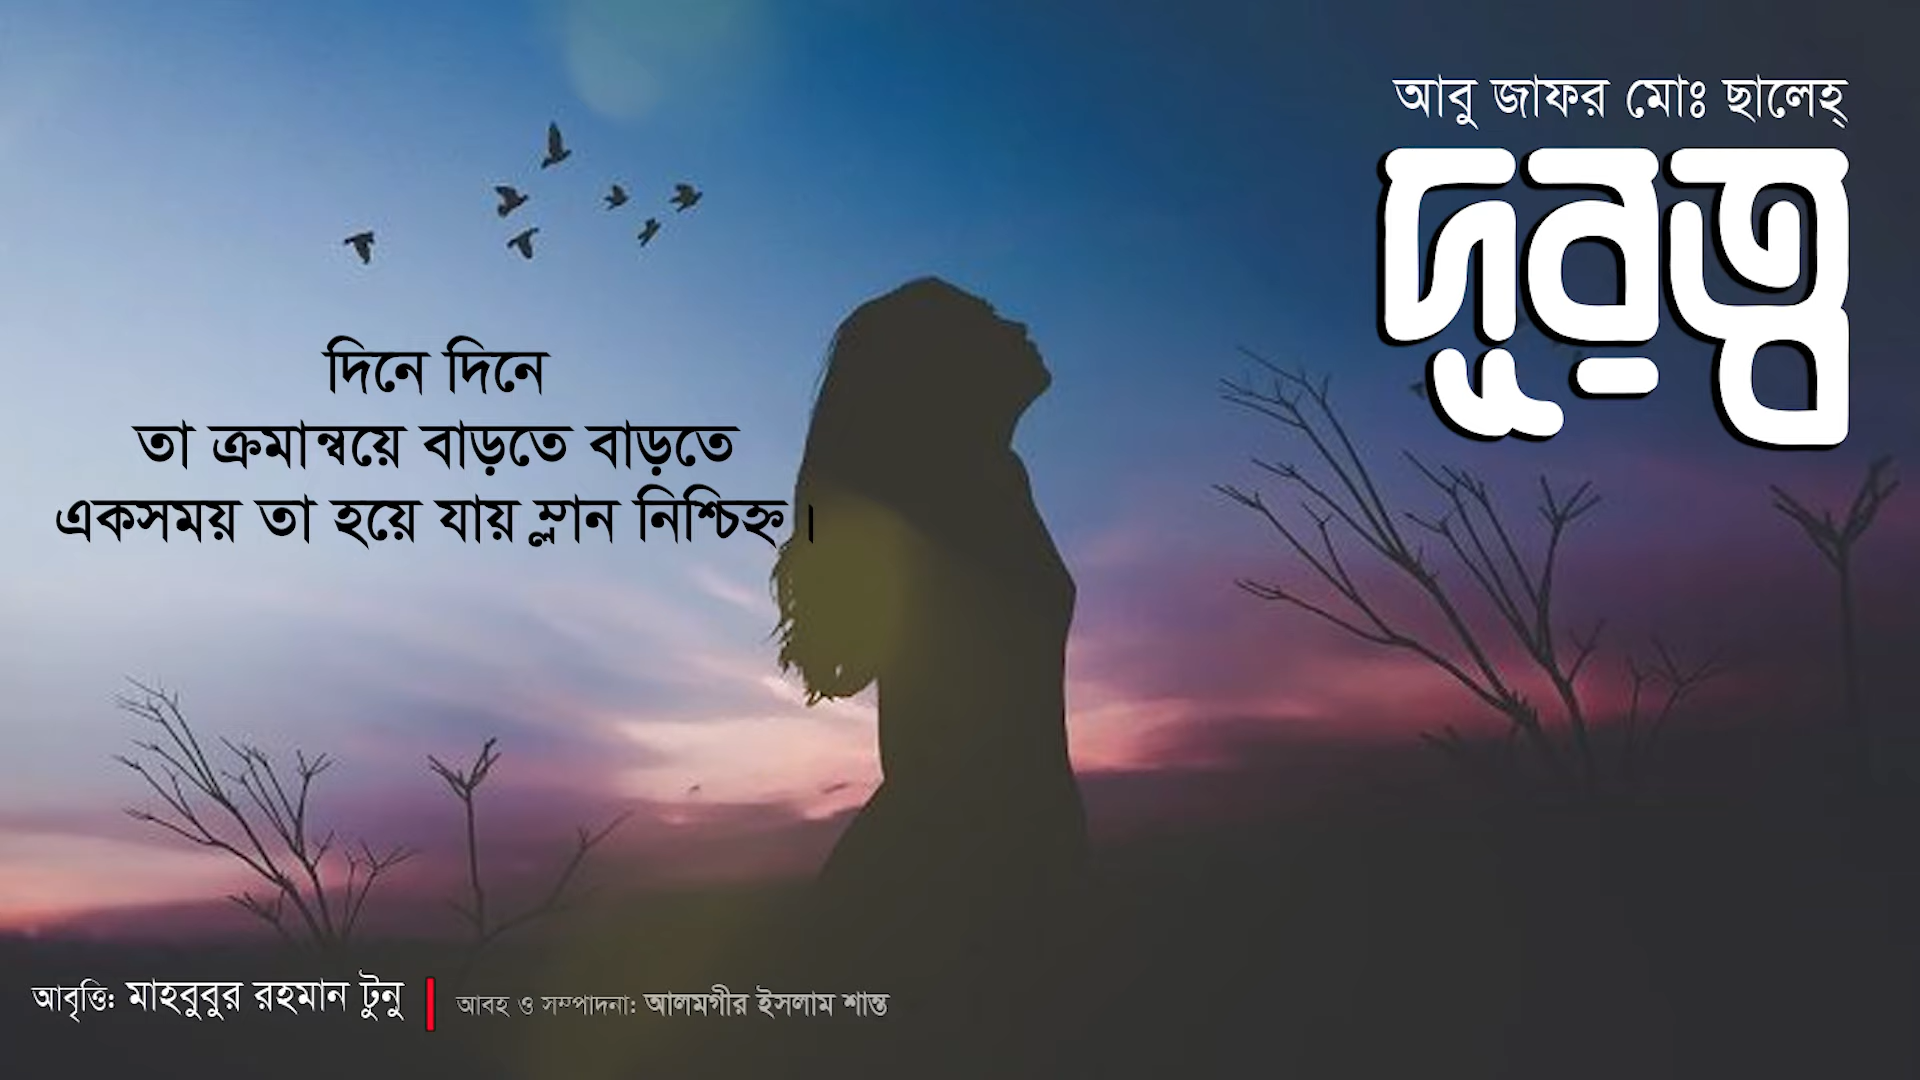 আবু জাফর মোঃ ছালেহ্
দূরত্ব
দিনে দিনে
তা ক্রমান্বয়ে বাড়তে বাড়তে
একসময় তা হয়ে যায় ম্লান নিশ্চিহ্ন।
আবৃত্তি: মাহবুবুর রহমান টুনু
আবহ ও সম্পাদনা: আলমগীর ইসলাম শান্ত